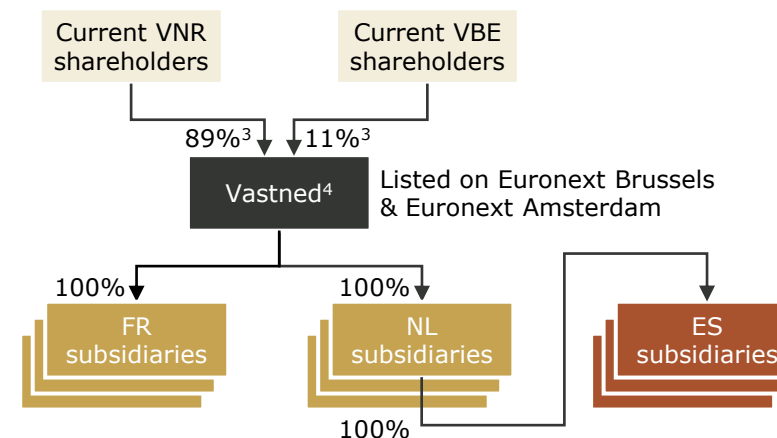 Current VNR
shareholders
Current VBE
shareholders
89%³
11%³
Vastned⁴
Listed on Euronext Brussels
& Euronext Amsterdam
100%
100%
FR
subsidiaries
NL
subsidiaries
ES
subsidiaries
100%